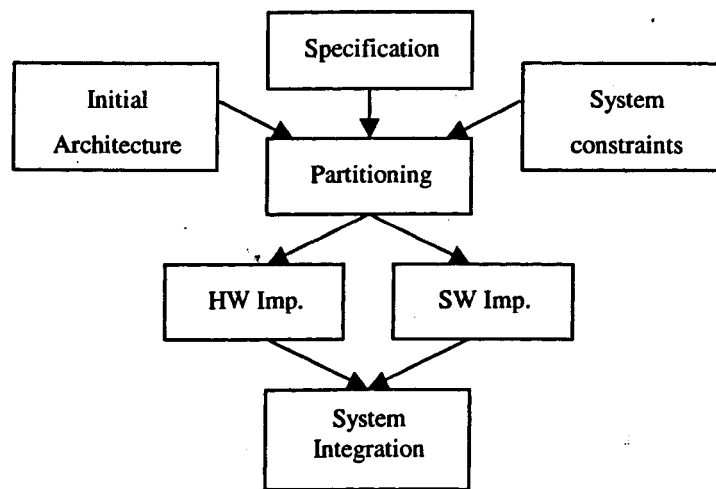 Specification
Initial
Architecture
System
constraints
Partitioning
HW Imp.
SW Imp.
System
Integration